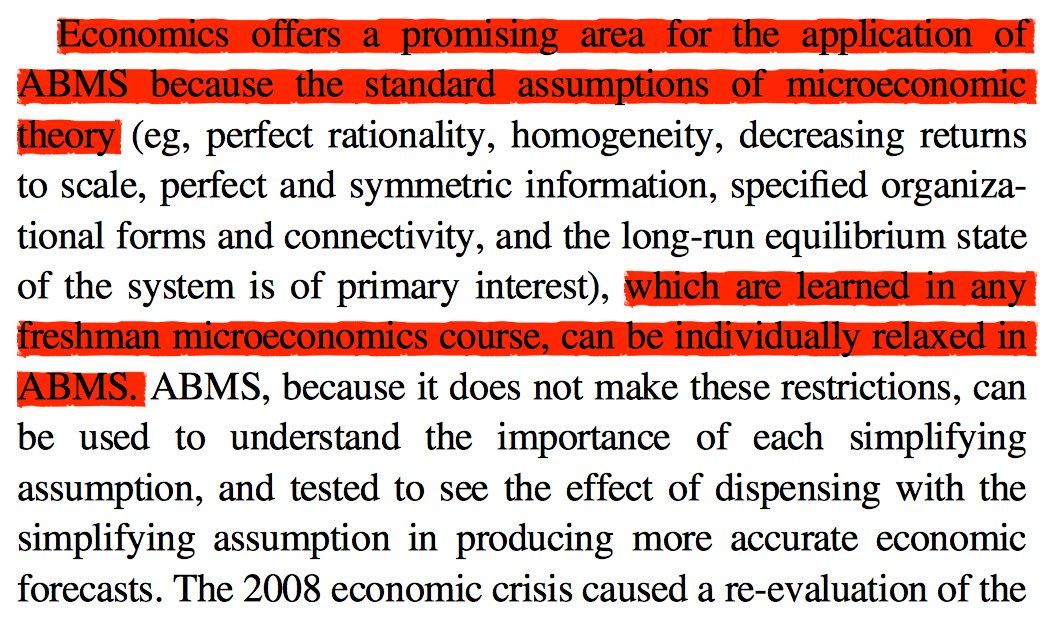 Economics offers a promising area for the application of
ABMS because the standard assumptions of microeconomic
theory (eg, perfect rationality, homogeneity, decreasing returns
to scale, perfect and symmetric information, specified organiza-
tional forms and connectivity, and the long-run equilibrium state
of the system is of primary interest), which are learned in any
freshman microeconomics course, can be individually relaxed in
ABMS. ABMS, because it does not make these restrictions, can
be used to understand the importance of each simplifying
assumption, and tested to see the effect of dispensing with the
simplifying assumption in producing more accurate economic
forecasts. The 2008 economic crisis caused a re-evaluation of the